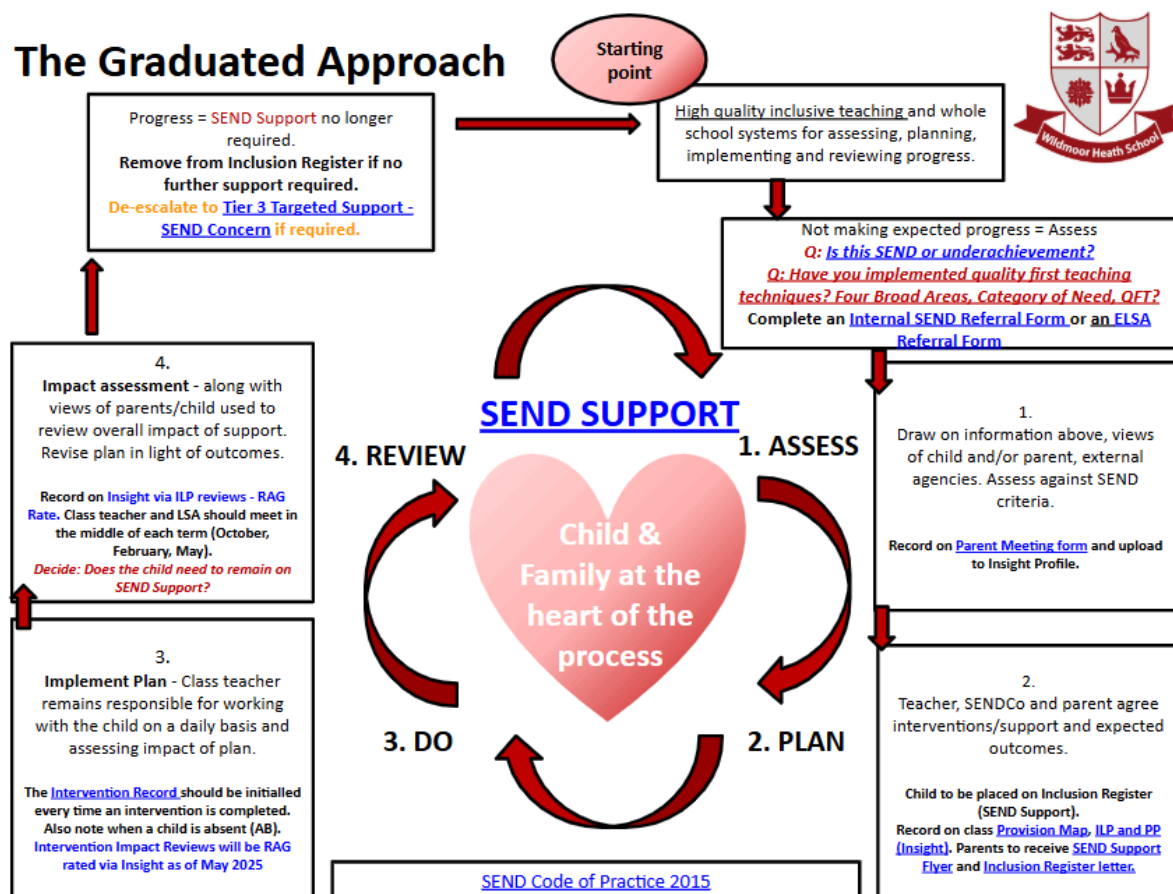 The Graduated Approach
Starting
point
Wildmoor Heath School
High quality inclusive teaching and whole
school systems for assessing, planning,
implementing and reviewing progress.
Not making expected progress = Assess
Q: Is this SEND or underachievement?
Q: Have you implemented quality first teaching
techniques? Four Broad Areas, Category of Need, QFT?
Complete an Internal SEND Referral Form or an ELSA
Referral Form
1.
Draw on information above, views
of child and/or parent, external
agencies. Assess against SEND
criteria.
Record on Parent Meeting form and upload
to Insight Profile.
2.
Teacher, SENDCo and parent agree
interventions/support and expected
outcomes.
Child to be placed on Inclusion Register
(SEND Support).
Record on class Provision Map, ILP and PP
(Insight). Parents to receive SEND Support
Flyer and Inclusion Register letter.
3.
Implement Plan - Class teacher
remains responsible for working
with the child on a daily basis and
assessing impact of plan.
The Intervention Record should be initialled
every time an intervention is completed.
Also note when a child is absent (AB).
Intervention Impact Reviews will be RAG
rated via Insight as of May 2025
4.
Impact assessment - along with
views of parents/child used to
review overall impact of support.
Revise plan in light of outcomes.
Record on Insight via ILP reviews - RAG
Rate. Class teacher and LSA should meet in
the middle of each term (October,
February, May).
Decide: Does the child need to remain on
SEND Support?
Progress = SEND Support no longer
required.
Remove from Inclusion Register if no
further support required.
De-escalate to Tier 3 Targeted Support -
SEND Concern if required.
SEND SUPPORT
1. ASSESS
2. PLAN
3. DO
4. REVIEW
Child &
Family at the
heart of the
process
SEND Code of Practice 2015